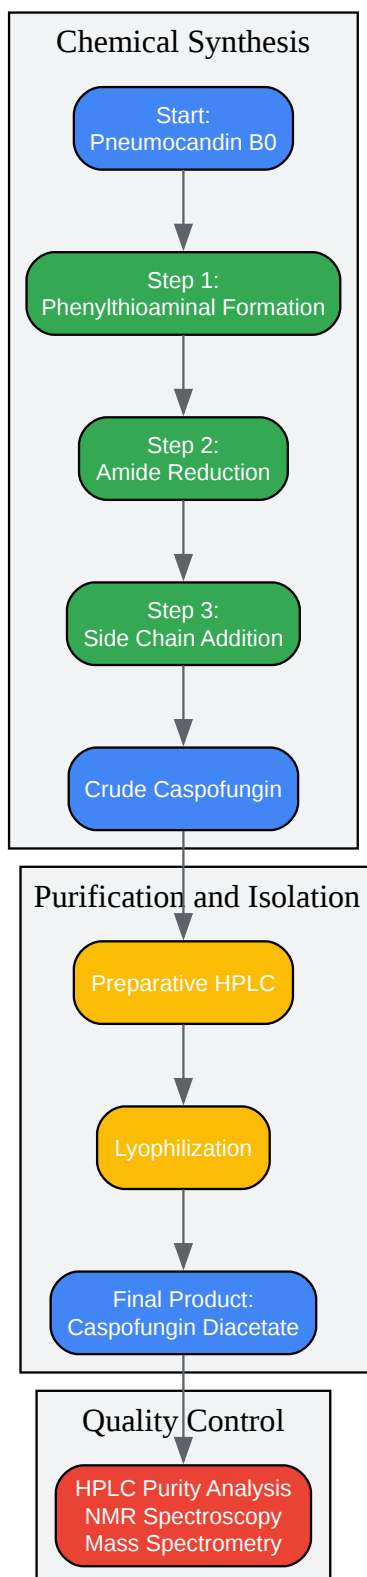 Chemical Synthesis
Start:
Pneumocandin B0
Step 1:
Phenylthioaminal Formation
Step 2:
Amide Reduction
Step 3:
Side Chain Addition
Crude Caspofungin
Purification and Isolation
Preparative HPLC
Lyophilization
Final Product:
Caspofungin Diacetate
Quality Control
HPLC Purity Analysis
NMR Spectroscopy
Mass Spectrometry